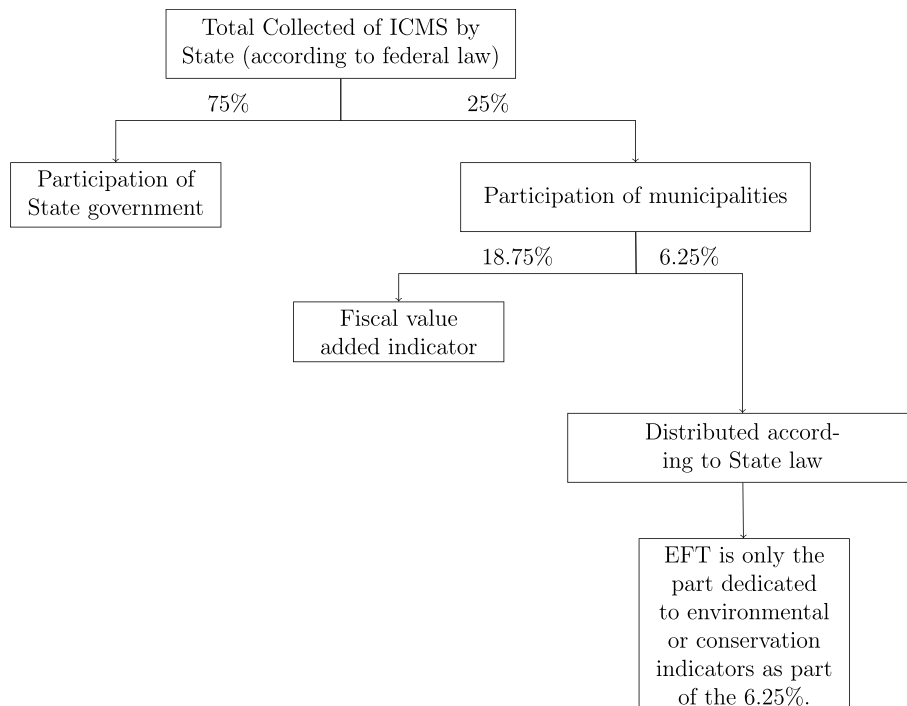 Total Collected of ICMS by
State (according to federal law)
75%
25%
Participation of
State government
Participation of municipalities
18.75%
6.25%
Fiscal value
added indicator
Distributed accord-
ing to State law
EFT is only the
part dedicated
to environmental
or conservation
indicators as part
of the 6.25%.